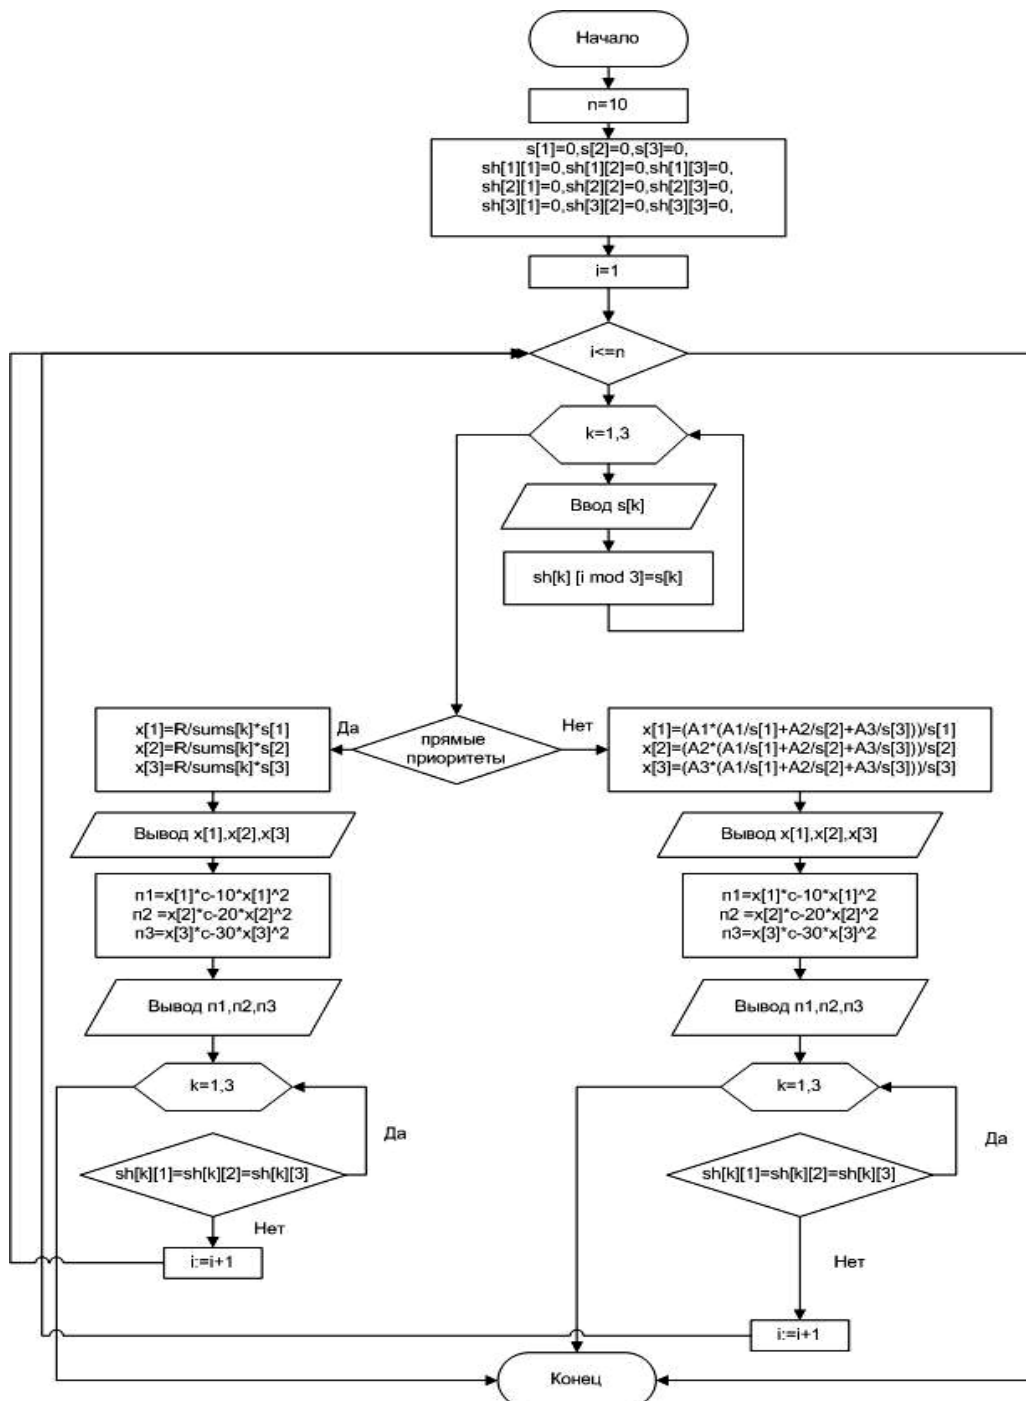 Начало
n=10
s[1]=0,s[2]=0,s[3]=0,
sh[1][1]=0,sh[1][2]=0,sh[1][3]=0,
sh[2][1]=0,sh[2][2]=0,sh[2][3]=0,
sh[3][1]=0,sh[3][2]=0,sh[3][3]=0,
i=1
i<=n
k=1,3
Ввод s[k]
sh[k] [i mod 3]=s[k]
прямые
приоритеты
Да
Нет
x[1]=R/sums[k]*s[1]
x[2]=R/sums[k]*s[2]
x[3]=R/sums[k]*s[3]
x[1]=(A1*(A1/s[1]+A2/s[2]+A3/s[3]))/s[1]
x[2]=(A2*(A1/s[1]+A2/s[2]+A3/s[3]))/s[2]
x[3]=(A3*(A1/s[1]+A2/s[2]+A3/s[3]))/s[3]
Вывод x[1],x[2],x[3]
Вывод x[1],x[2],x[3]
п1=x[1]*c-10*x[1]^2
п2 =x[2]*c-20*x[2]^2
п3=x[3]*c-30*x[3]^2
п1=x[1]*c-10*x[1]^2
п2 =x[2]*c-20*x[2]^2
п3=x[3]*c-30*x[3]^2
Вывод п1,п2,п3
Вывод п1,п2,п3
k=1,3
k=1,3
Да
Да
sh[k][1]=sh[k][2]=sh[k][3]
sh[k][1]=sh[k][2]=sh[k][3]
Нет
Нет
i:=i+1
i:=i+1
Конец